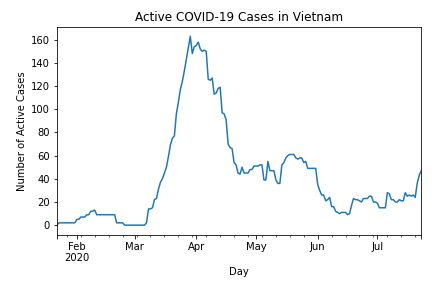 Active COVID-19 Cases in Vietnam
Number of Active Cases
160
140
120
100
80
60
40
20
0
Feb Mar Apr May Jun Jul
2020
Day